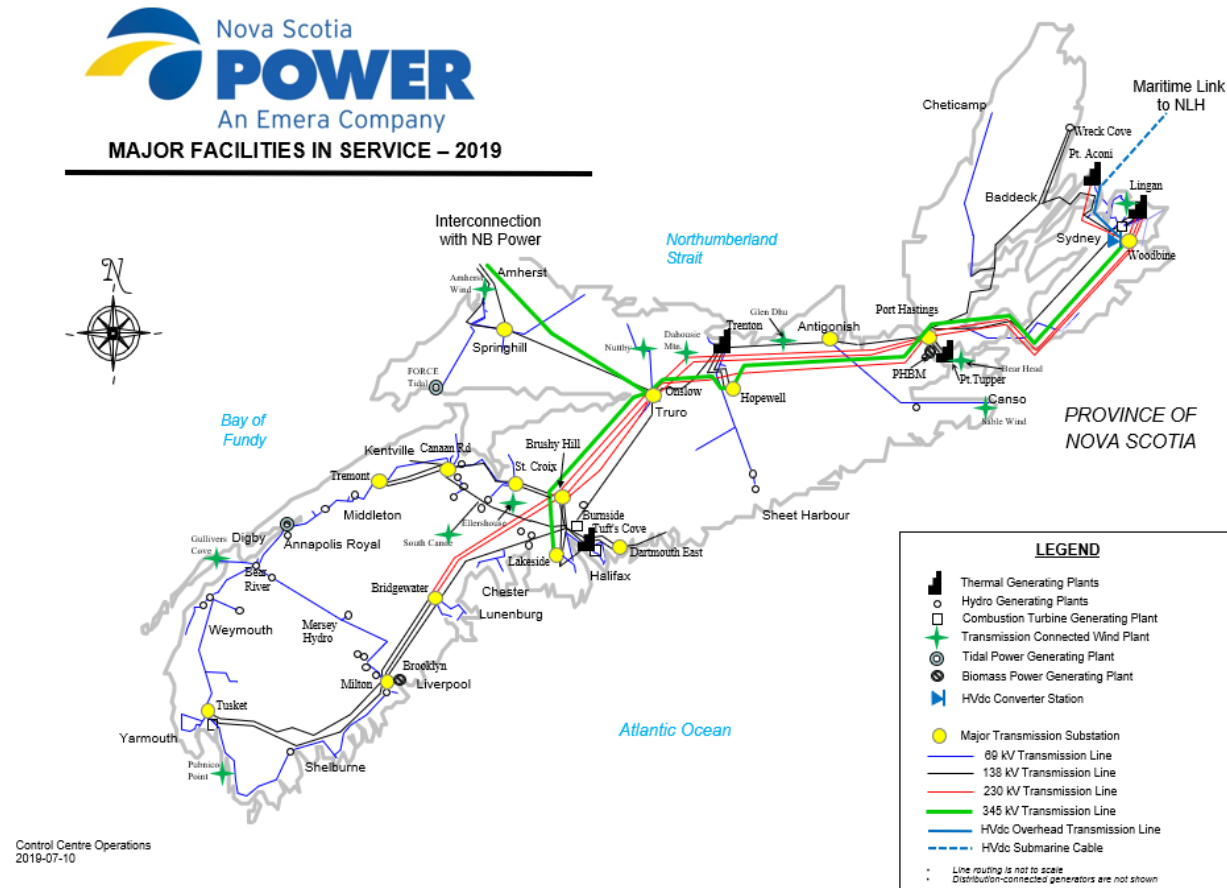 Nova Scotia
POWER
An Emera Company
MAJOR FACILITIES IN SERVICE – 2019
Maritime Link
to NLH
Cheticamp
Wreck Cove
Pt. Aconi
Lingan
Baddeck
Sydney
Woodbine
Interconnection
with NB Power
Northumberland
Strait
N
Amherst
Amherst
Wind
Springhill
FORCE
Tidal
Nuttby
Dahousie
Mtn.
Trenton
Glen Dhu
Antigonish
Port Hastings
PHBM
Pt.Tupper
Bear Head
Canso
Sable Wind
Onslow
Truro
Hopewell
PROVINCE OF
NOVA SCOTIA
Bay of
Fundy
Kentville
Canaan Rd
Brushy Hill
St. Croix
Tremont
Middleton
Ellershouse
South Canoe
Burnside
Tuft's Cove
Sheet Harbour
Dartmouth East
Lakeside
Halifax
Gullivers
Cove
Digby
Annapolis Royal
Bear
River
Bridgewater
Chester
Lunenburg
Weymouth
Mersey
Hydro
Brooklyn
Milton
Liverpool
Tusket
Yarmouth
Pubnico
Point
Shelburne
Atlantic Ocean
LEGEND
Thermal Generating Plants
Hydro Generating Plants
Combustion Turbine Generating Plant
Transmission Connected Wind Plant
Tidal Power Generating Plant
Biomass Power Generating Plant
HVdc Converter Station
Major Transmission Substation
69 kV Transmission Line
138 kV Transmission Line
230 kV Transmission Line
345 kV Transmission Line
HVdc Overhead Transmission Line
HVdc Submarine Cable
• Line routing is not to scale
• Distribution-connected generators are not shown
Control Centre Operations
2019-07-10